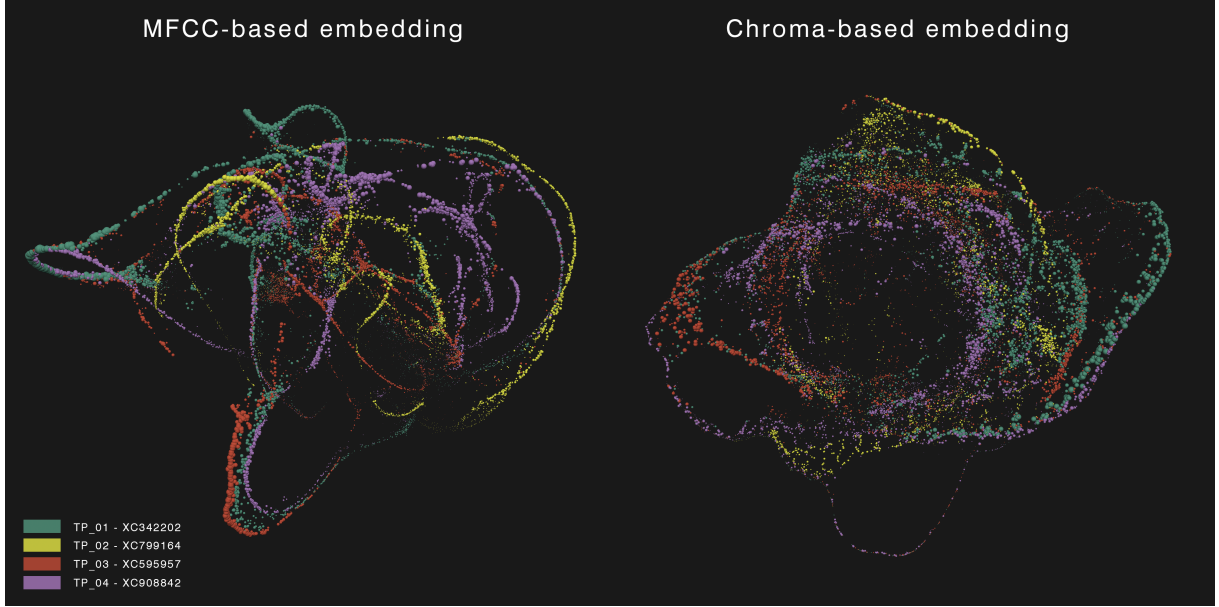 MFCC-based embedding
Chroma-based embedding
TP_01 - XC342202
TP_02 - XC799164
TP_03 - XC595957
TP_04 - XC908842